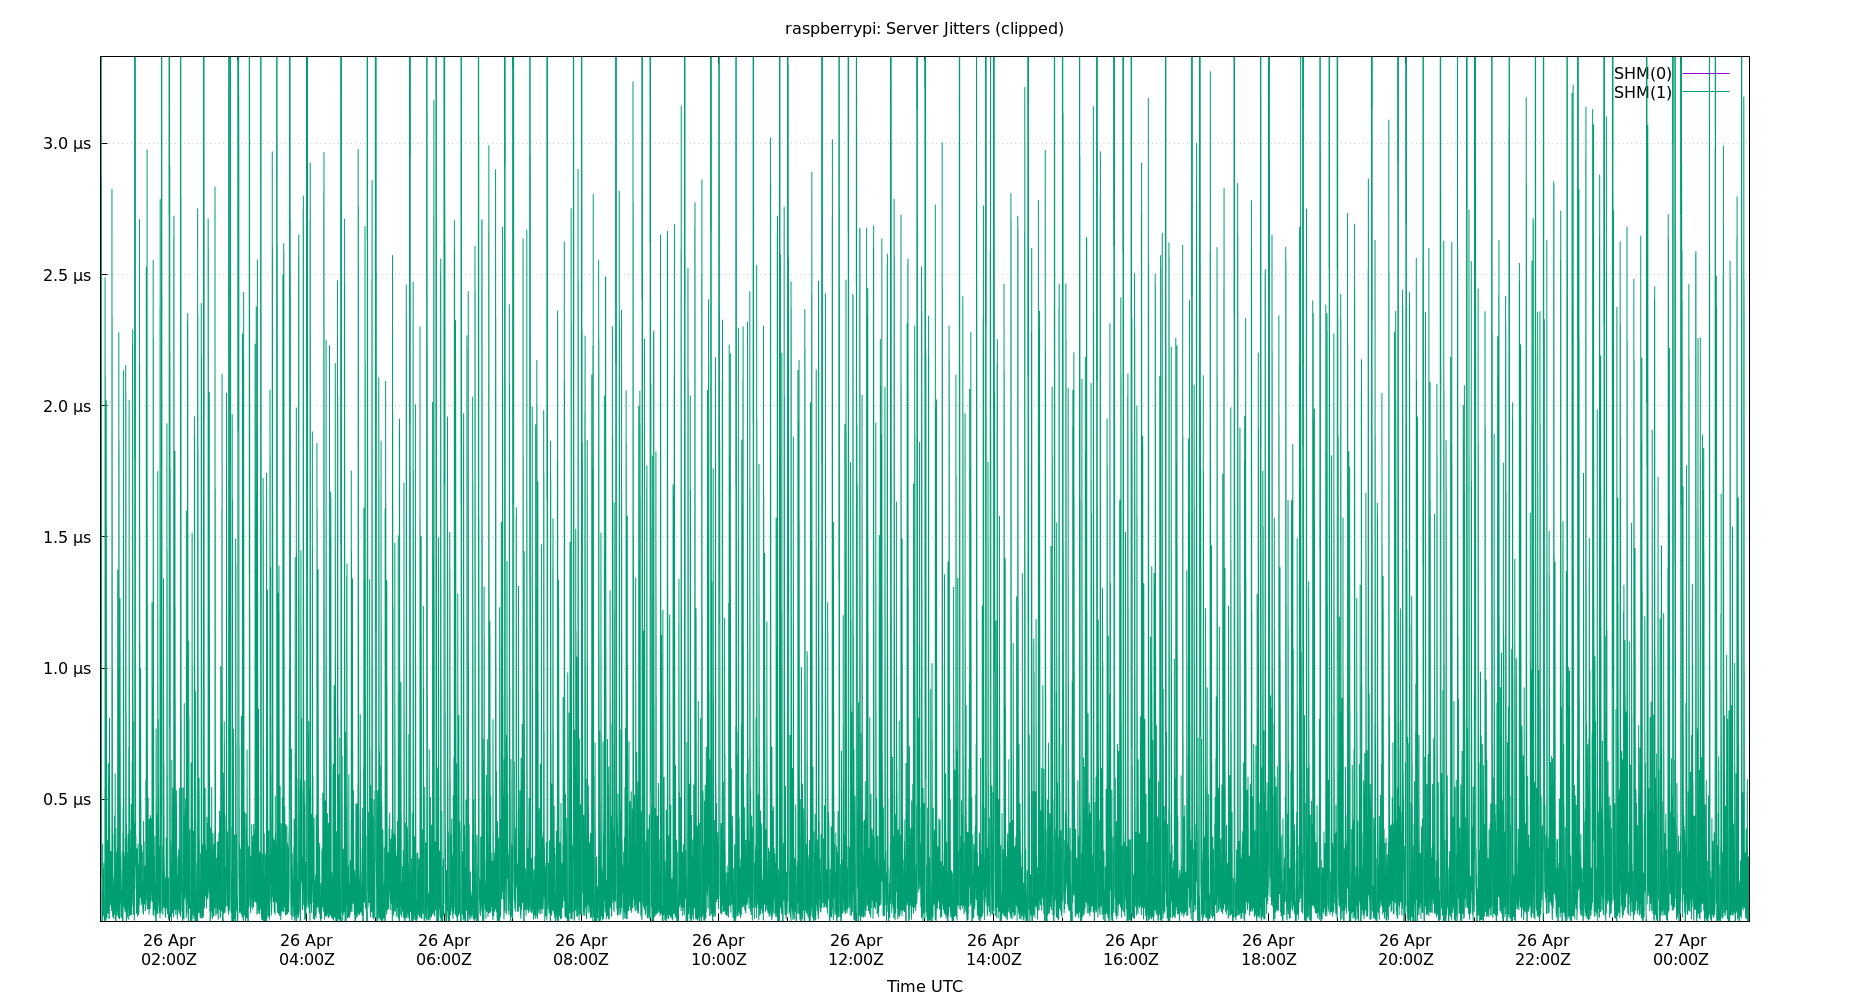 raspberrypi: Server Jitters (clipped)
SHM(0)
SHM(1)
3.0 µs
2.5 µs
2.0 µs
1.5 µs
1.0 µs
0.5 µs
26 Apr 26 Apr 26 Apr 26 Apr 26 Apr 26 Apr 26 Apr 26 Apr 26 Apr 26 Apr 26 Apr 27 Apr
02:00Z 04:00Z 06:00Z 08:00Z 10:00Z 12:00Z 14:00Z 16:00Z 18:00Z 20:00Z 22:00Z 00:00Z
Time UTC